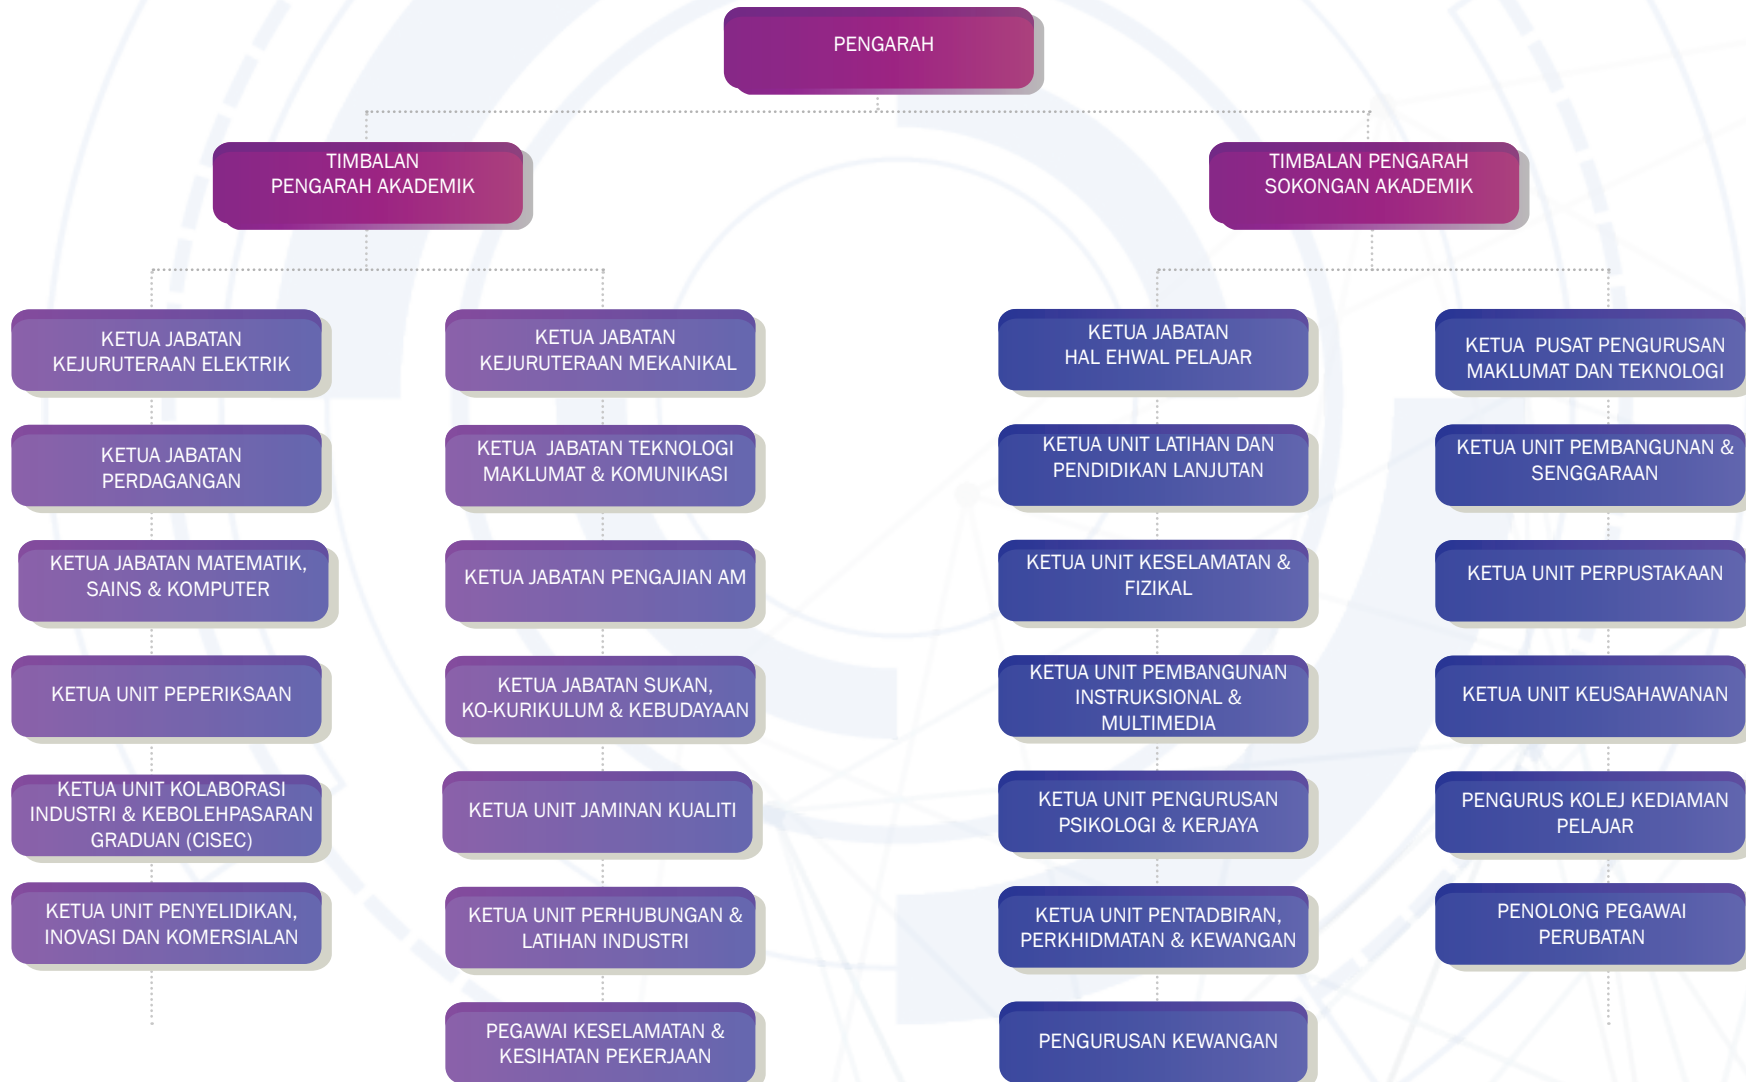 PENGARAH
TIMBALAN
PENGARAH AKADEMIK
TIMBALAN PENGARAH
SOKONGAN AKADEMIK
KETUA JABATAN
KEJURUTERAAN ELEKTRIK
KETUA JABATAN
PERDAGANGAN
KETUA JABATAN MATEMATIK,
SAINS & KOMPUTER
KETUA UNIT PEPERIKSAAN
KETUA UNIT KOLABORASI
INDUSTRI & KEBOLEHPASARAN
GRADUAN (CISEC)
KETUA UNIT PENYELIDIKAN,
INOVASI DAN KOMERSIALAN
KETUA JABATAN
KEJURUTERAAN MEKANIKAL
KETUA JABATAN TEKNOLOGI
MAKLUMAT & KOMUNIKASI
KETUA JABATAN PENGAJIAN AM
KETUA JABATAN SUKAN,
KO-KURIKULUM & KEBUDAYAAN
KETUA UNIT JAMINAN KUALITI
KETUA UNIT PERHUBUNGAN &
LATIHAN INDUSTRI
PEGAWAI KESELAMATAN &
KESIHATAN PEKERJAAN
KETUA JABATAN
HAL EHWAL PELAJAR
KETUA UNIT LATIHAN DAN
PENDIDIKAN LANJUTAN
KETUA UNIT KESELAMATAN &
FIZIKAL
KETUA UNIT PEMBANGUNAN
INSTRUKSIONAL &
MULTIMEDIA
KETUA UNIT PENGURUSAN
PSIKOLOGI & KERJAYA
KETUA UNIT PENTADBIRAN,
PERKHIDMATAN & KEWANGAN
PENGURUSAN KEWANGAN
KETUA PUSAT PENGURUSAN
MAKLUMAT DAN TEKNOLOGI
KETUA UNIT PEMBANGUNAN &
SENGGARAAN
KETUA UNIT PERPUSTAKAAN
KETUA UNIT KEUSAHAWANAN
PENGURUS KOLEJ KEDIAMAN
PELAJAR
PENOLONG PEGAWAI
PERUBATAN